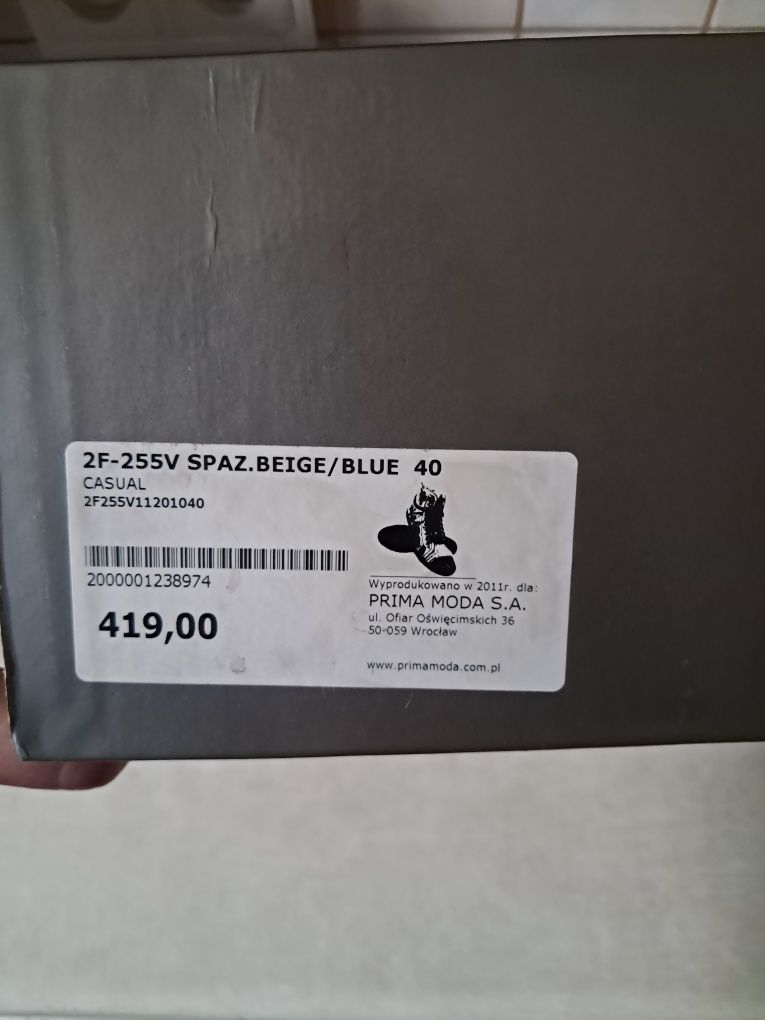 2F-255V SPAZ.BEIGE/BLUE 40
CASUAL
2F255V11201040
2000001238974
419,00
Wyprodukowano w 2011r. dla:
PRIMA MODA S.A.
ul. Ofiar Oświęcimskich 36
50-059 Wrocław
www.primamoda.com.pl